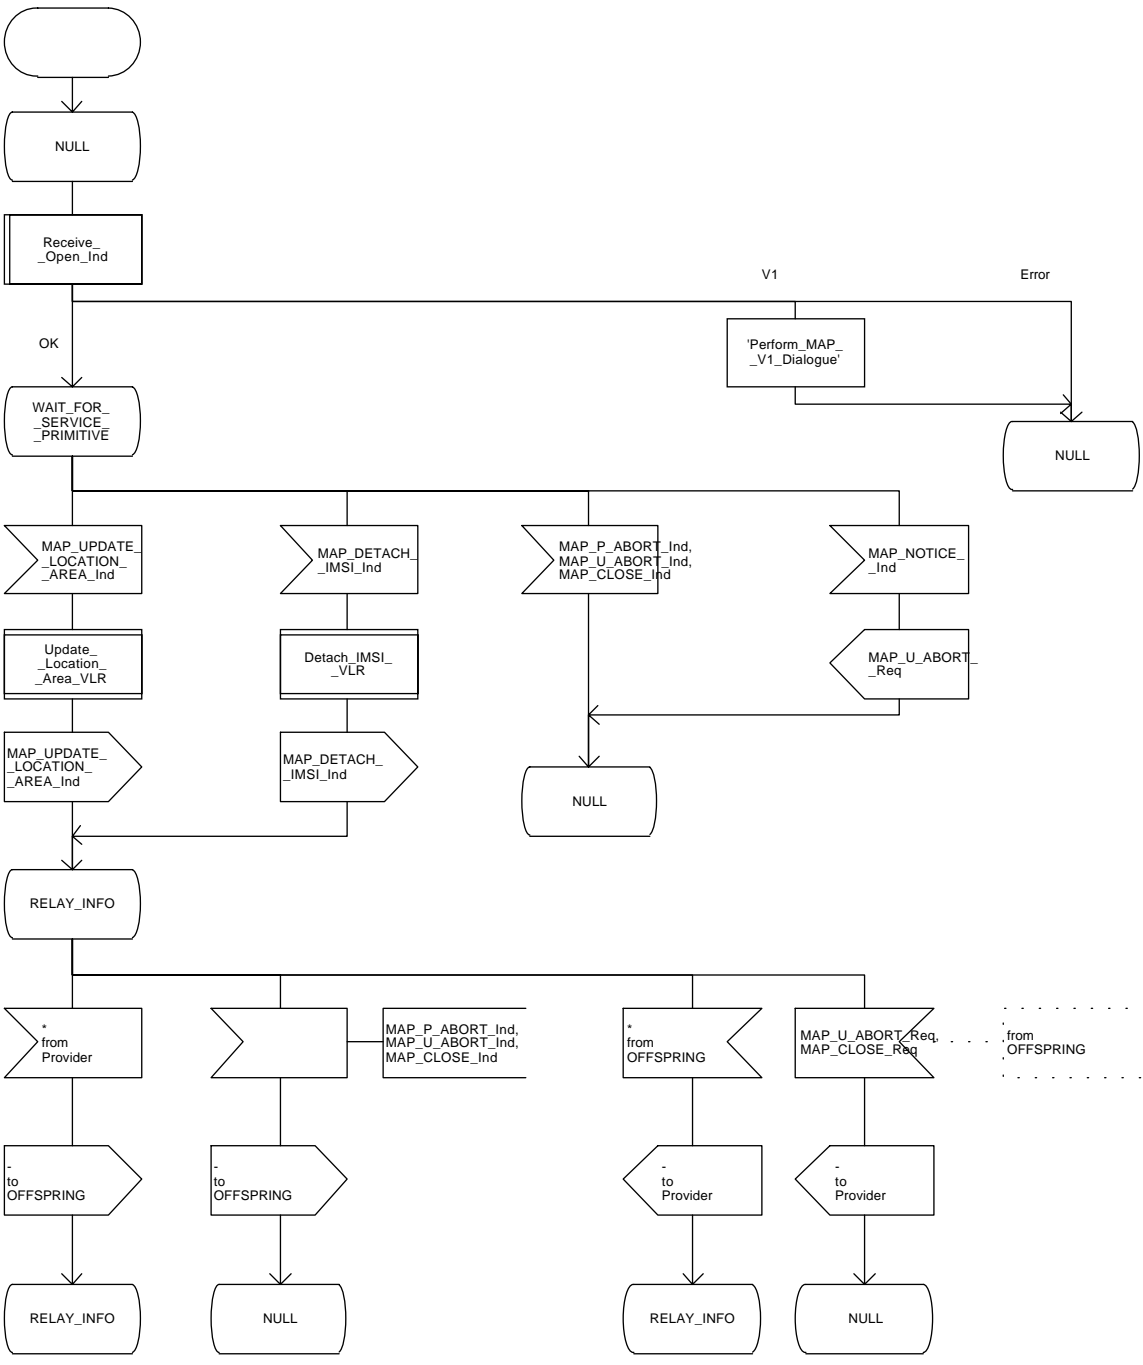 NULL
Receive_
_Open_Ind
V1
Error
OK
'Perform_MAP_
_V1_Dialogue'
WAIT_FOR_
_SERVICE_
_PRIMITIVE
NULL
MAP_UPDATE_
_LOCATION_
_AREA_Ind
MAP_DETACH_
_IMSI_Ind
MAP_P_ABORT_Ind,
MAP_U_ABORT_Ind,
MAP_CLOSE_Ind
MAP_NOTICE_
_Ind
Update_
_Location_
_Area_VLR
Detach_IMSI_
_VLR
MAP_U_ABORT_
_Req
MAP_UPDATE_
_LOCATION_
_AREA_Ind
MAP_DETACH_
_IMSI_Ind
NULL
RELAY_INFO
*
from
Provider
MAP_P_ABORT_Ind,
MAP_U_ABORT_Ind,
MAP_CLOSE_Ind
*
from
OFFSPRING
MAP_U_ABORT_Req,
MAP_CLOSE_Req
from
OFFSPRING
-
to
OFFSPRING
-
to
OFFSPRING
-
to
Provider
-
to
Provider
RELAY_INFO
NULL
RELAY_INFO
NULL